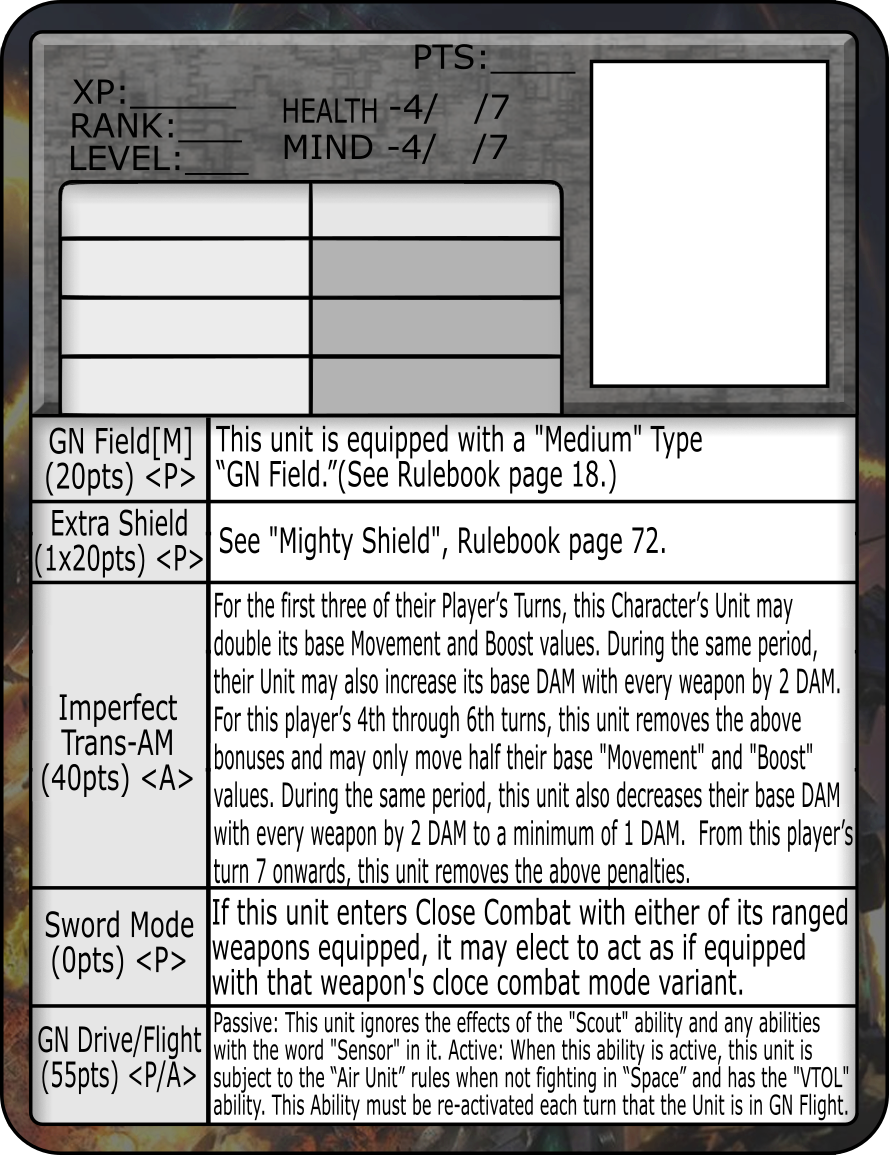 PTS:_____
XP:______
RANK:___
LEVEL:___
HEALTH -4/ /7
MIND -4/ /7
GN Field[M]
(20pts) <P>
This unit is equipped with a "Medium" Type
“GN Field.”(See Rulebook page 18.)
Extra Shield
(1x20pts) <P>
See "Mighty Shield", Rulebook page 72.
Imperfect
Trans-AM
(40pts) <A>
For the first three of their Player’s Turns, this Character’s Unit may
double its base Movement and Boost values. During the same period,
their Unit may also increase its base DAM with every weapon by 2 DAM.
For this player’s 4th through 6th turns, this unit removes the above
bonuses and may only move half their base "Movement" and "Boost"
values. During the same period, this unit also decreases their base DAM
with every weapon by 2 DAM to a minimum of 1 DAM.  From this player’s
turn 7 onwards, this unit removes the above penalties.
Sword Mode
(0pts) <P>
If this unit enters Close Combat with either of its ranged
weapons equipped, it may elect to act as if equipped
with that weapon's cloce combat mode variant.
GN Drive/Flight
(55pts) <P/A>
Passive: This unit ignores the effects of the "Scout" ability and any abilities
with the word "Sensor" in it. Active: When this ability is active, this unit is
subject to the “Air Unit” rules when not fighting in “Space” and has the "VTOL"
ability. This Ability must be re-activated each turn that the Unit is in GN Flight.